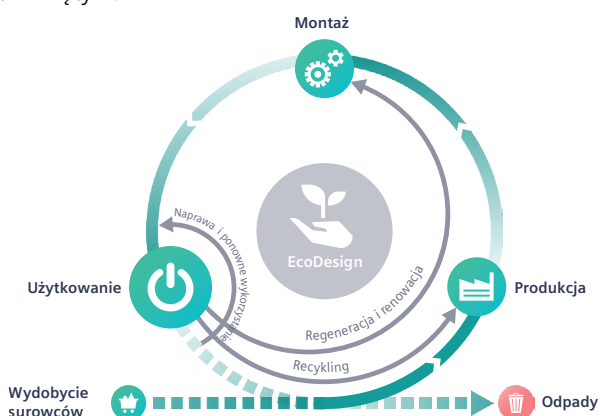 Montaż
Naprawa i ponowne wykorzystanie
EcoDesign
Użytkowanie
Produkcja
Regeneracja i renowacja
Recykling
Wydobycie
surowców
Odpady